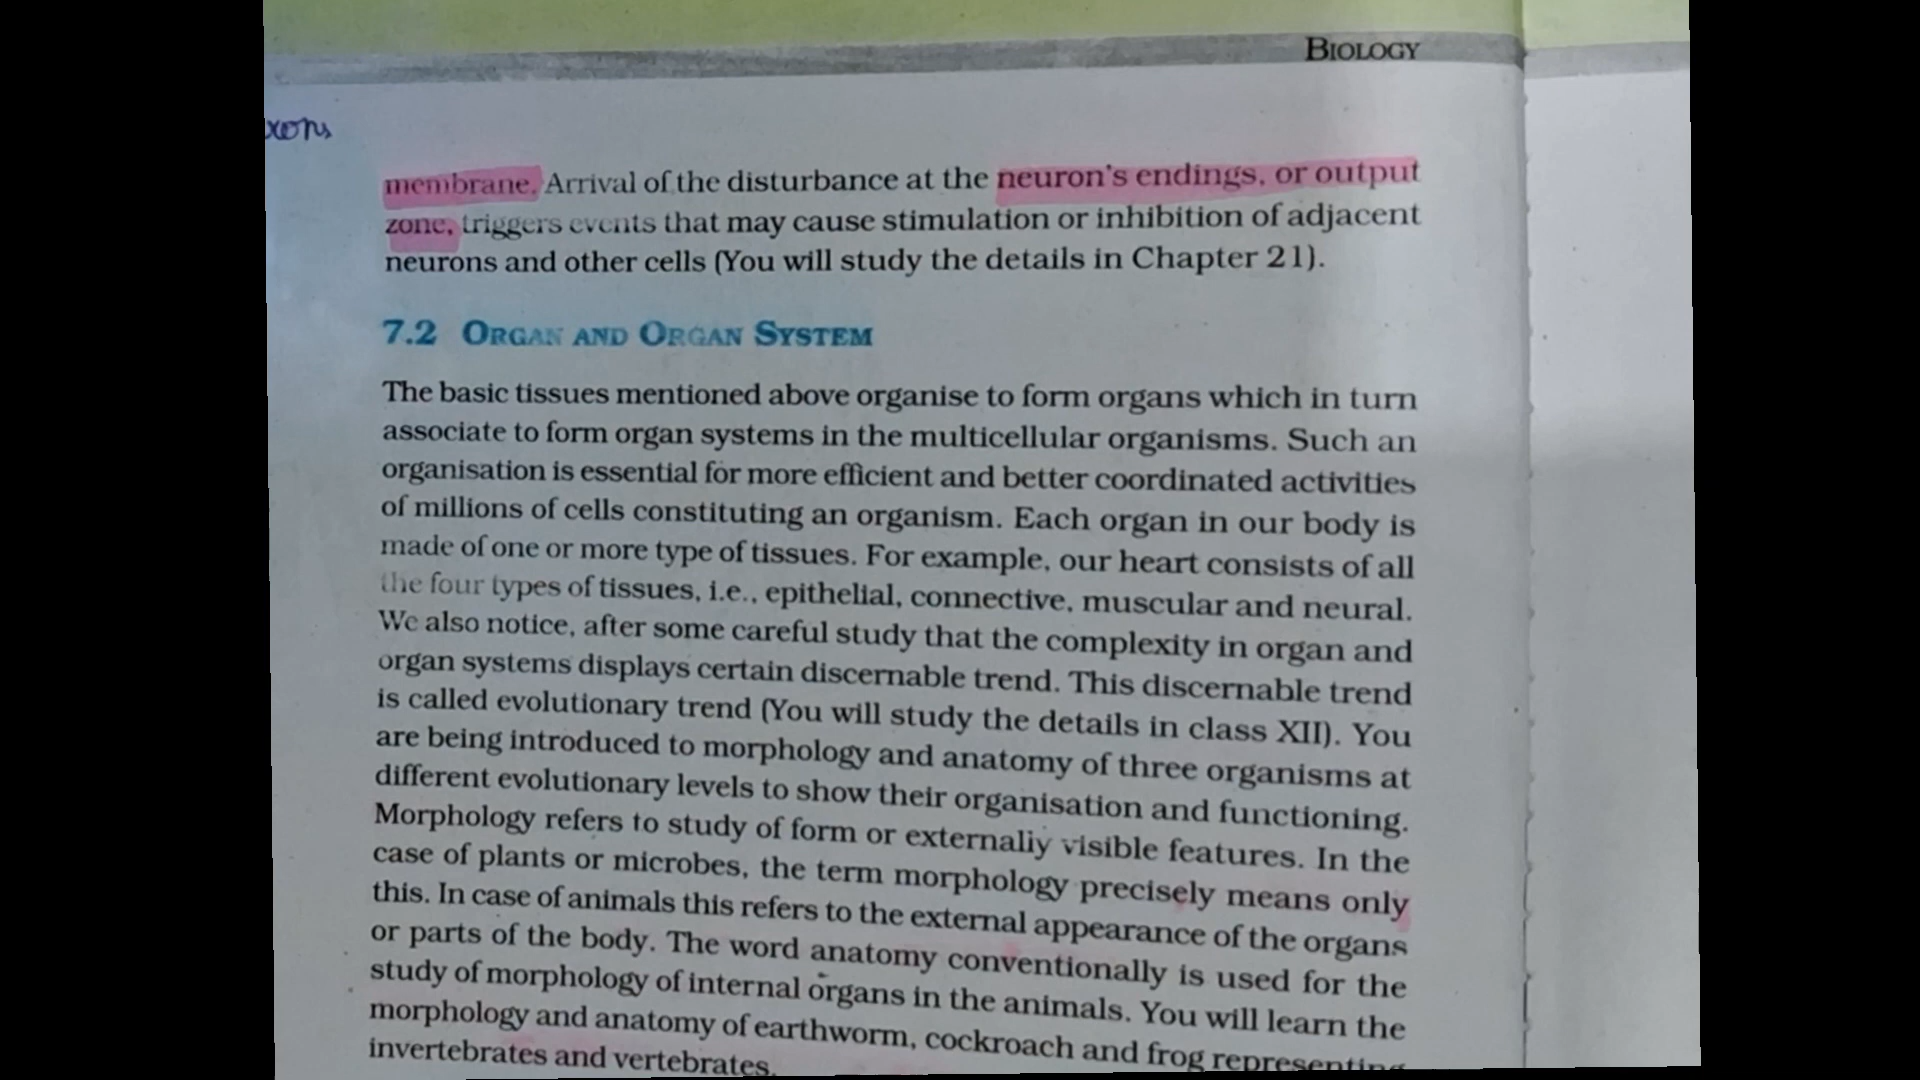 BIOLOGY
xons
membrane. Arrival of the disturbance at the neuron's endings, or output
zone, triggers events that may cause stimulation or inhibition of adjacent
neurons and other cells (You will study the details in Chapter 21).
7.2 ORGAN AND ORGAN SYSTEM
The basic tissues mentioned above organise to form organs which in turn
associate to form organ systems in the multicellular organisms. Such an
organisation is essential for more efficient and better coordinated activities
of millions of cells constituting an organism. Each organ in our body is
made of one or more type of tissues. For example, our heart consists of all
the four types of tissues, i.e., epithelial, connective, muscular and neural.
We also notice, after some careful study that the complexity in organ and
organ systems displays certain discernable trend. This discernable trend
is called evolutionary trend (You will study the details in class XII). You
are being introduced to morphology and anatomy of three organisms at
different evolutionary levels to show their organisation and functioning.
Morphology refers to study of form or externally visible features. In the
case of plants or microbes, the term morphology precisely means only
this. In case of animals this refers to the external appearance of the organs
or parts of the body. The word anatomy conventionally is used for the
study of morphology of internal organs in the animals. You will learn the
morphology and anatomy of earthworm, cockroach and frog representing
invertebrates and vertebrates.